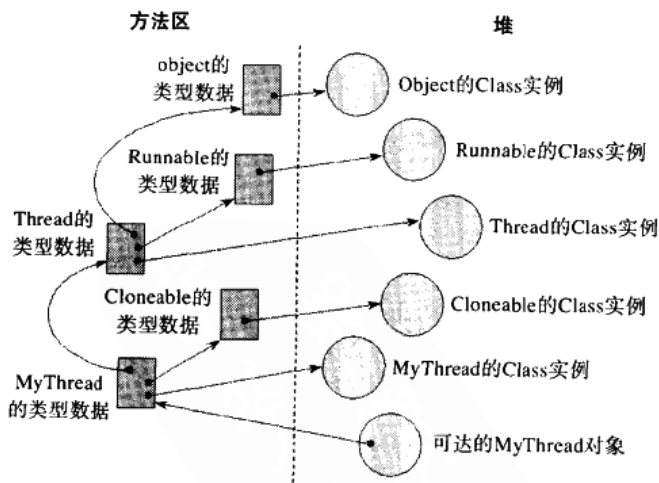 方法区
堆
object的
类型数据
Object的Class实例
Runnable的
类型数据
Runnable的Class实例
Thread的
类型数据
Thread的Class实例
Cloneable的
类型数据
Cloneable的Class实例
MyThread
的类型数据
MyThread的Class实例
可达的MyThread对象